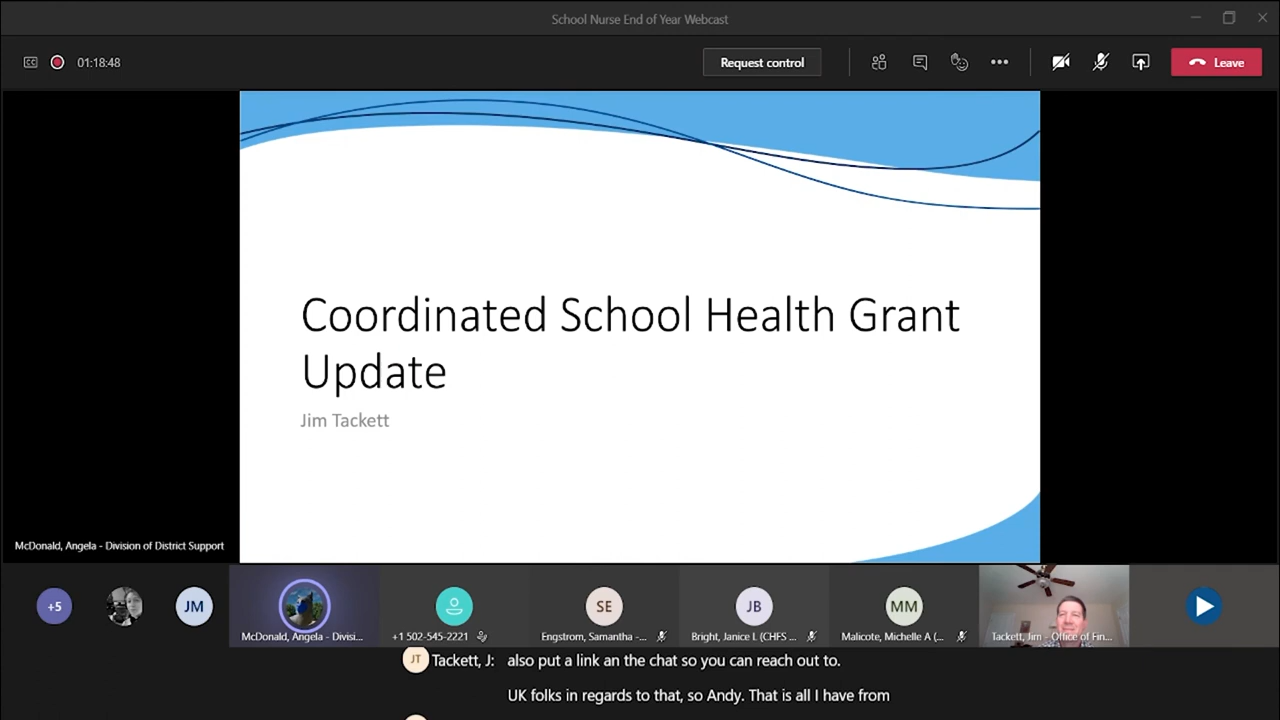 School Nurse End of Year Webcast
CC
01:18:48
Request control
Leave
Coordinated School Health Grant
Update
Jim Tackett
McDonald, Angela - Division of District Support
+5
JM
SE
JB
MM
McDonald, Angela - Divisi...
+1 502-545-2221
Engstrom, Samantha -...
Bright, Janice L (CHFS ...
Malicote, Michelle A (...
Tackett, Jim - Office of Fin...
JT Tackett, J: also put a link an the chat so you can reach out to.
UK folks in regards to that, so Andy. That is all I have from